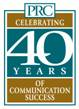 PRC
CELEBRATING
40
YEARS
OF COMMUNICATION
SUCCESS